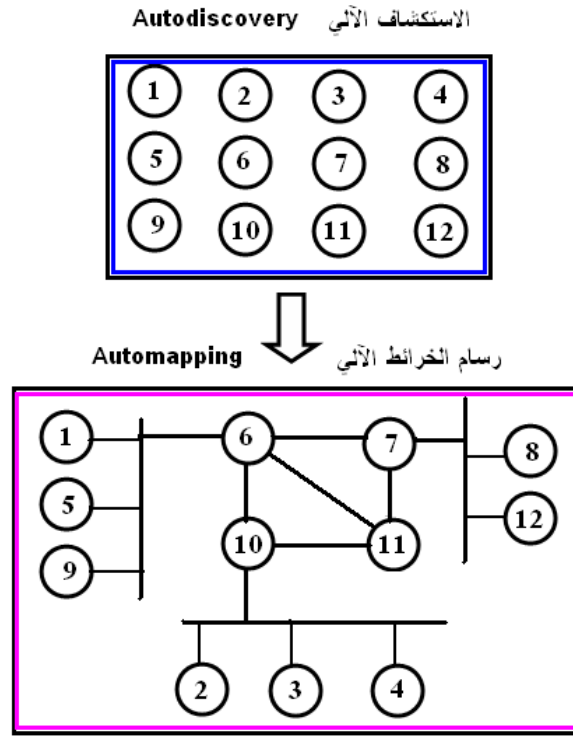 Autodiscovery الاستكشاف الآلي
1 2 3 4
5 6 7 8
9 10 11 12
Automapping رسام الخرائط الآلي
1 6 7 8
5 12
9 10 11
2 3 4